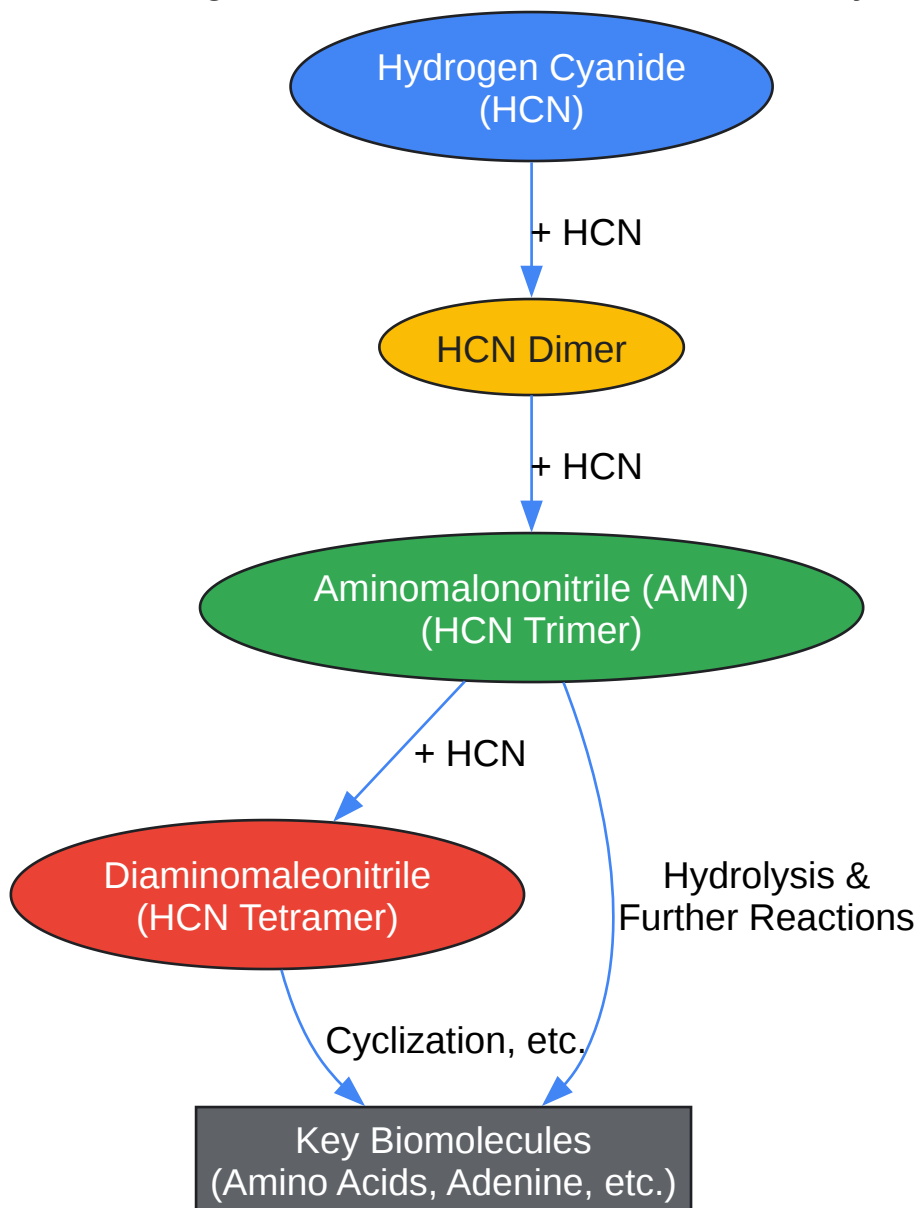 Hydrogen Cyanide
(HCN)
+ HCN
HCN Dimer
+ HCN
Aminomalononitrile (AMN)
(HCN Trimer)
+ HCN
Diaminomaleonitrile
(HCN Tetramer)
Hydrolysis &
Further Reactions
Cyclization, etc.
Key Biomolecules
(Amino Acids, Adenine, etc.)